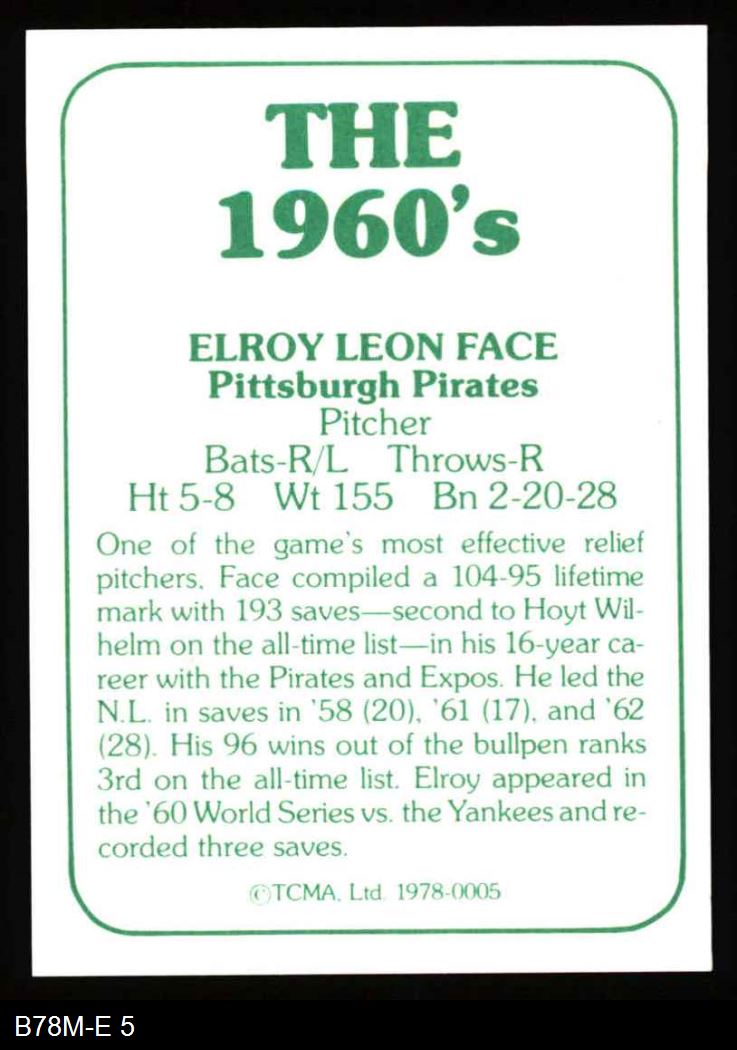 THE
1960's
ELROY LEON FACE
Pittsburgh Pirates
Pitcher
Bats-R/L Throws-R
Ht 5-8 Wt 155 Bn 2-20-28
One of the game's most effective relief
pitchers, Face compiled a 104-95 lifetime
mark with 193 saves—second to Hoyt Wil-
helm on the all-time list—in his 16-year ca-
reer with the Pirates and Expos. He led the
N.L. in saves in '58 (20), '61 (17), and '62
(28). His 96 wins out of the bullpen ranks
3rd on the all-time list. Elroy appeared in
the '60 World Series vs. the Yankees and re-
corded three saves.
©TCMA, Ltd. 1978-0005
B78M-E 5